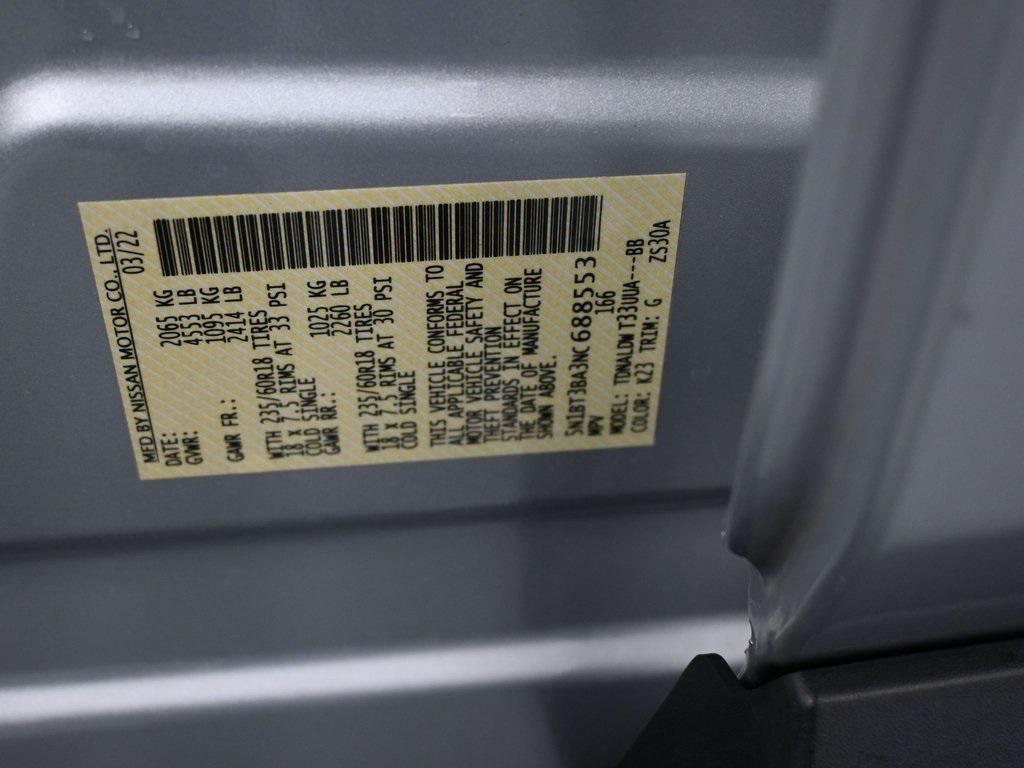 MFD BY NISSAN MOTOR CO., LTD.
DATE: 03/22
GVWR: 2065 KG
4553 LB
GAWR FR.: 1095 KG
2414 LB
WITH 235/60R18 TIRES
18 x 7.5 RIMS AT 33 PSI
COLD SINGLE
GAWR RR.: 1025 KG
2260 LB
WITH 235/60R18 TIRES
18 x 7.5 RIMS AT 30 PSI
COLD SINGLE
THIS VEHICLE CONFORMS TO
ALL APPLICABLE FEDERAL
MOTOR VEHICLE SAFETY AND
THEFT PREVENTION
STANDARDS IN EFFECT ON
THE DATE OF MANUFACTURE
SHOWN ABOVE.
5N1BT3BA3NC688553
MPV 166
MODEL: TDNALDWT33UUA---BB
COLOR: K23 TRIM: G ZS30A